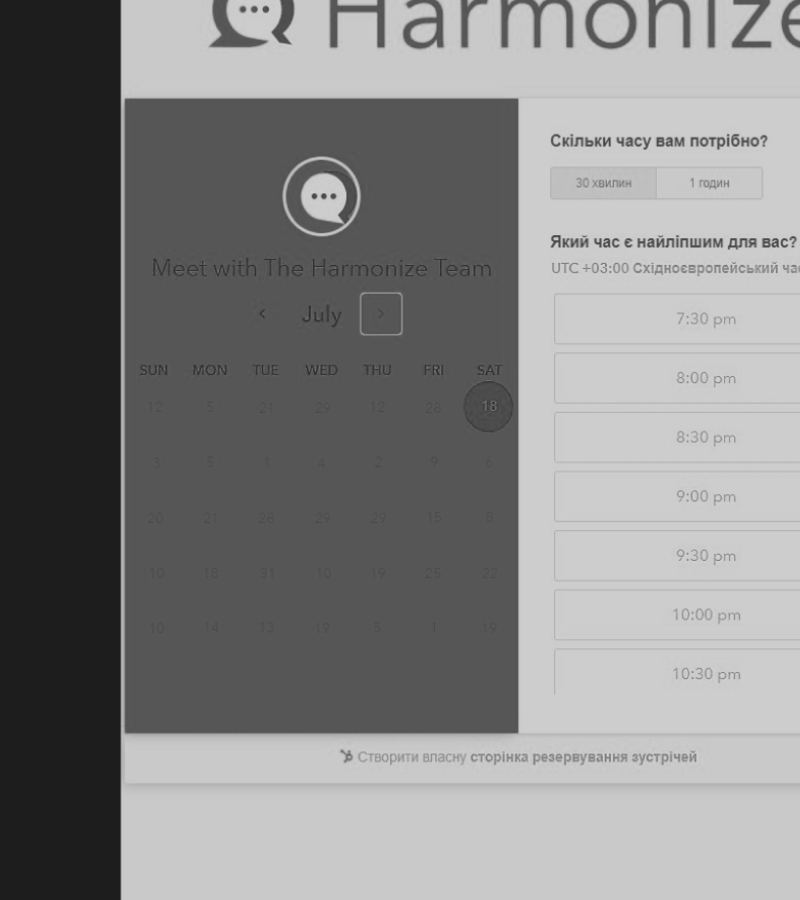 Harmonize
Скільки часу вам потрібно?
30 хвилин 1 годин
Meet with The Harmonize Team
July
SUN MON TUE WED THU FRI SAT
12 5 21 29 12 28 18
3 5 1 4 2 9 6
20 21 28 29 29 15 8
10 18 31 10 19 25 23
10 14 13 19 5 1 19
Який час є найліпшим для вас?
UTC +03:00 Східноєвропейський
7:30 pm
8:00 pm
8:30 pm
9:00 pm
9:30 pm
10:00 pm
10:30 pm
Створити власну сторінка резервування зустрічей